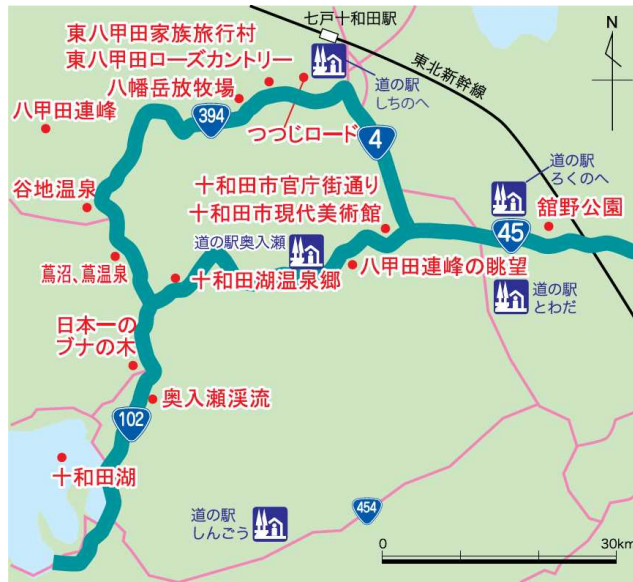 七戸十和田駅
N
東八甲田家族旅行村
東八甲田ローズカントリー
八幡岳放牧場
道の駅
しちのへ
東北新幹線
八甲田連峰
394
つつじロード
4
谷地温泉
十和田市官庁街通り
十和田市現代美術館
道の駅
ろくのへ
舘野公園
45
道の駅奥入瀬
蔦沼、蔦温泉
十和田湖温泉郷
八甲田連峰の眺望
道の駅
とわだ
日本一の
ブナの木
奥入瀬渓流
102
十和田湖
道の駅
しんごう
454
0
30km